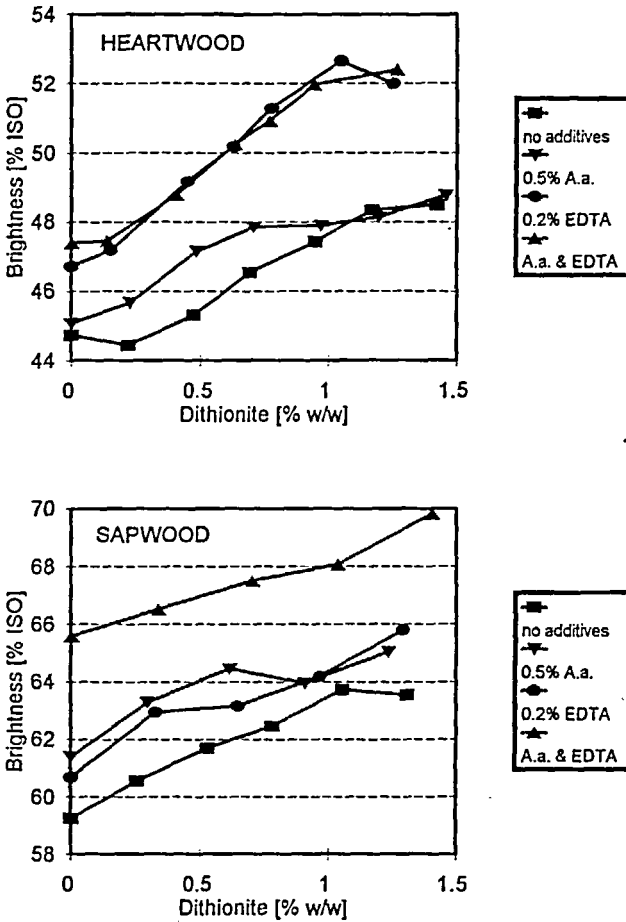 HEARTWOOD
Brightness [% ISO]
54
52
50
48
46
44
0
0.5
1
1.5
Dithionite [% w/w]
no additives
0.5% A.a.
0.2% EDTA
A.a. & EDTA
SAPWOOD
Brightness [% ISO]
70
68
66
64
62
60
58
0
0.5
1
1.5
Dithionite [% w/w]
no additives
0.5% A.a.
0.2% EDTA
A.a. & EDTA